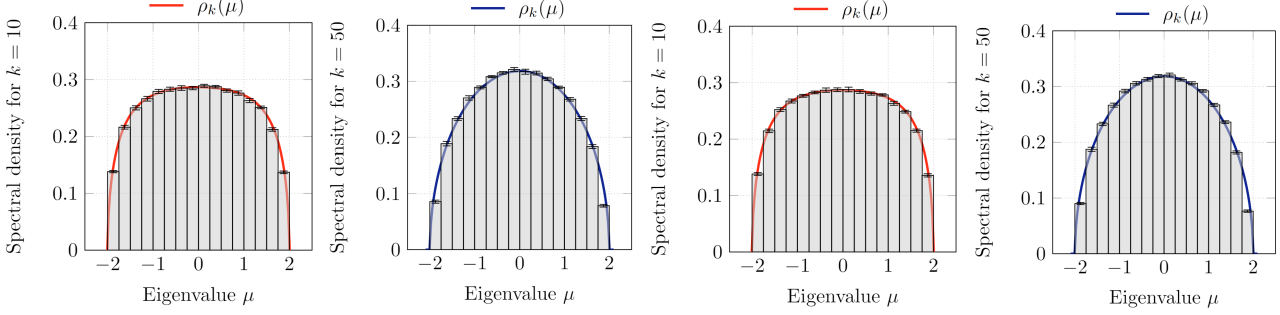 ρₖ(μ)
Spectral density for k = 10
0.4
0.3
0.2
0.1
0
−2 −1 0 1 2
Eigenvalue μ
ρₖ(μ)
Spectral density for k = 50
0.4
0.3
0.2
0.1
0
−2 −1 0 1 2
Eigenvalue μ
ρₖ(μ)
Spectral density for k = 10
0.4
0.3
0.2
0.1
0
−2 −1 0 1 2
Eigenvalue μ
ρₖ(μ)
Spectral density for k = 50
0.4
0.3
0.2
0.1
0
−2 −1 0 1 2
Eigenvalue μ